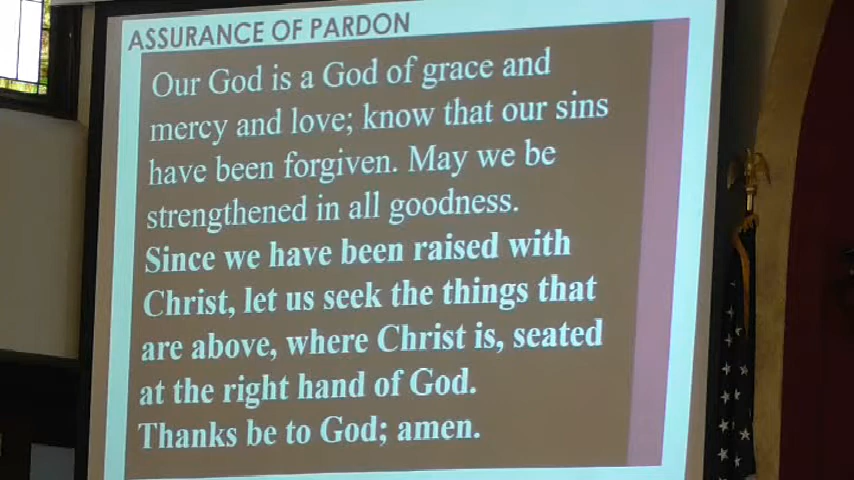 ASSURANCE OF PARDON
Our God is a God of grace and
mercy and love; know that our sins
have been forgiven. May we be
strengthened in all goodness.
Since we have been raised with
Christ, let us seek the things that
are above, where Christ is, seated
at the right hand of God.
Thanks be to God; amen.